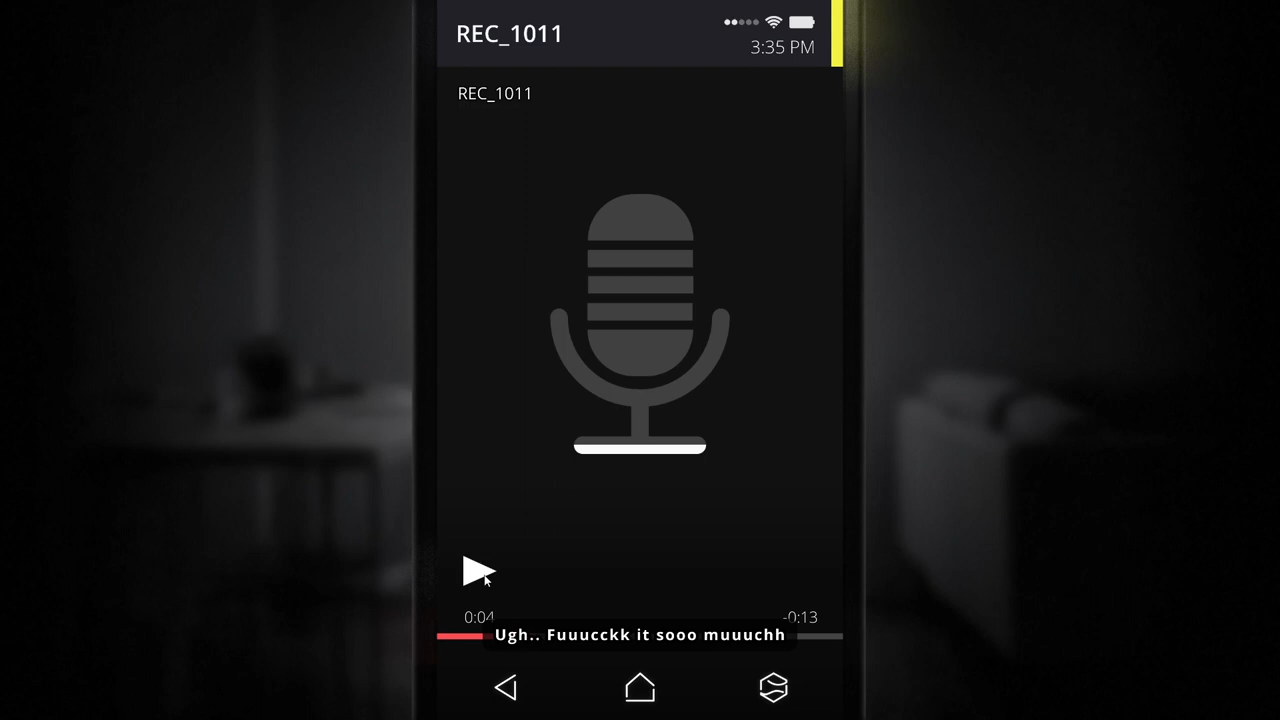 REC_1011
3:35 PM
REC_1011
0:04
-0:13
Ugh.. Fuuucckk it sooo muuuchh